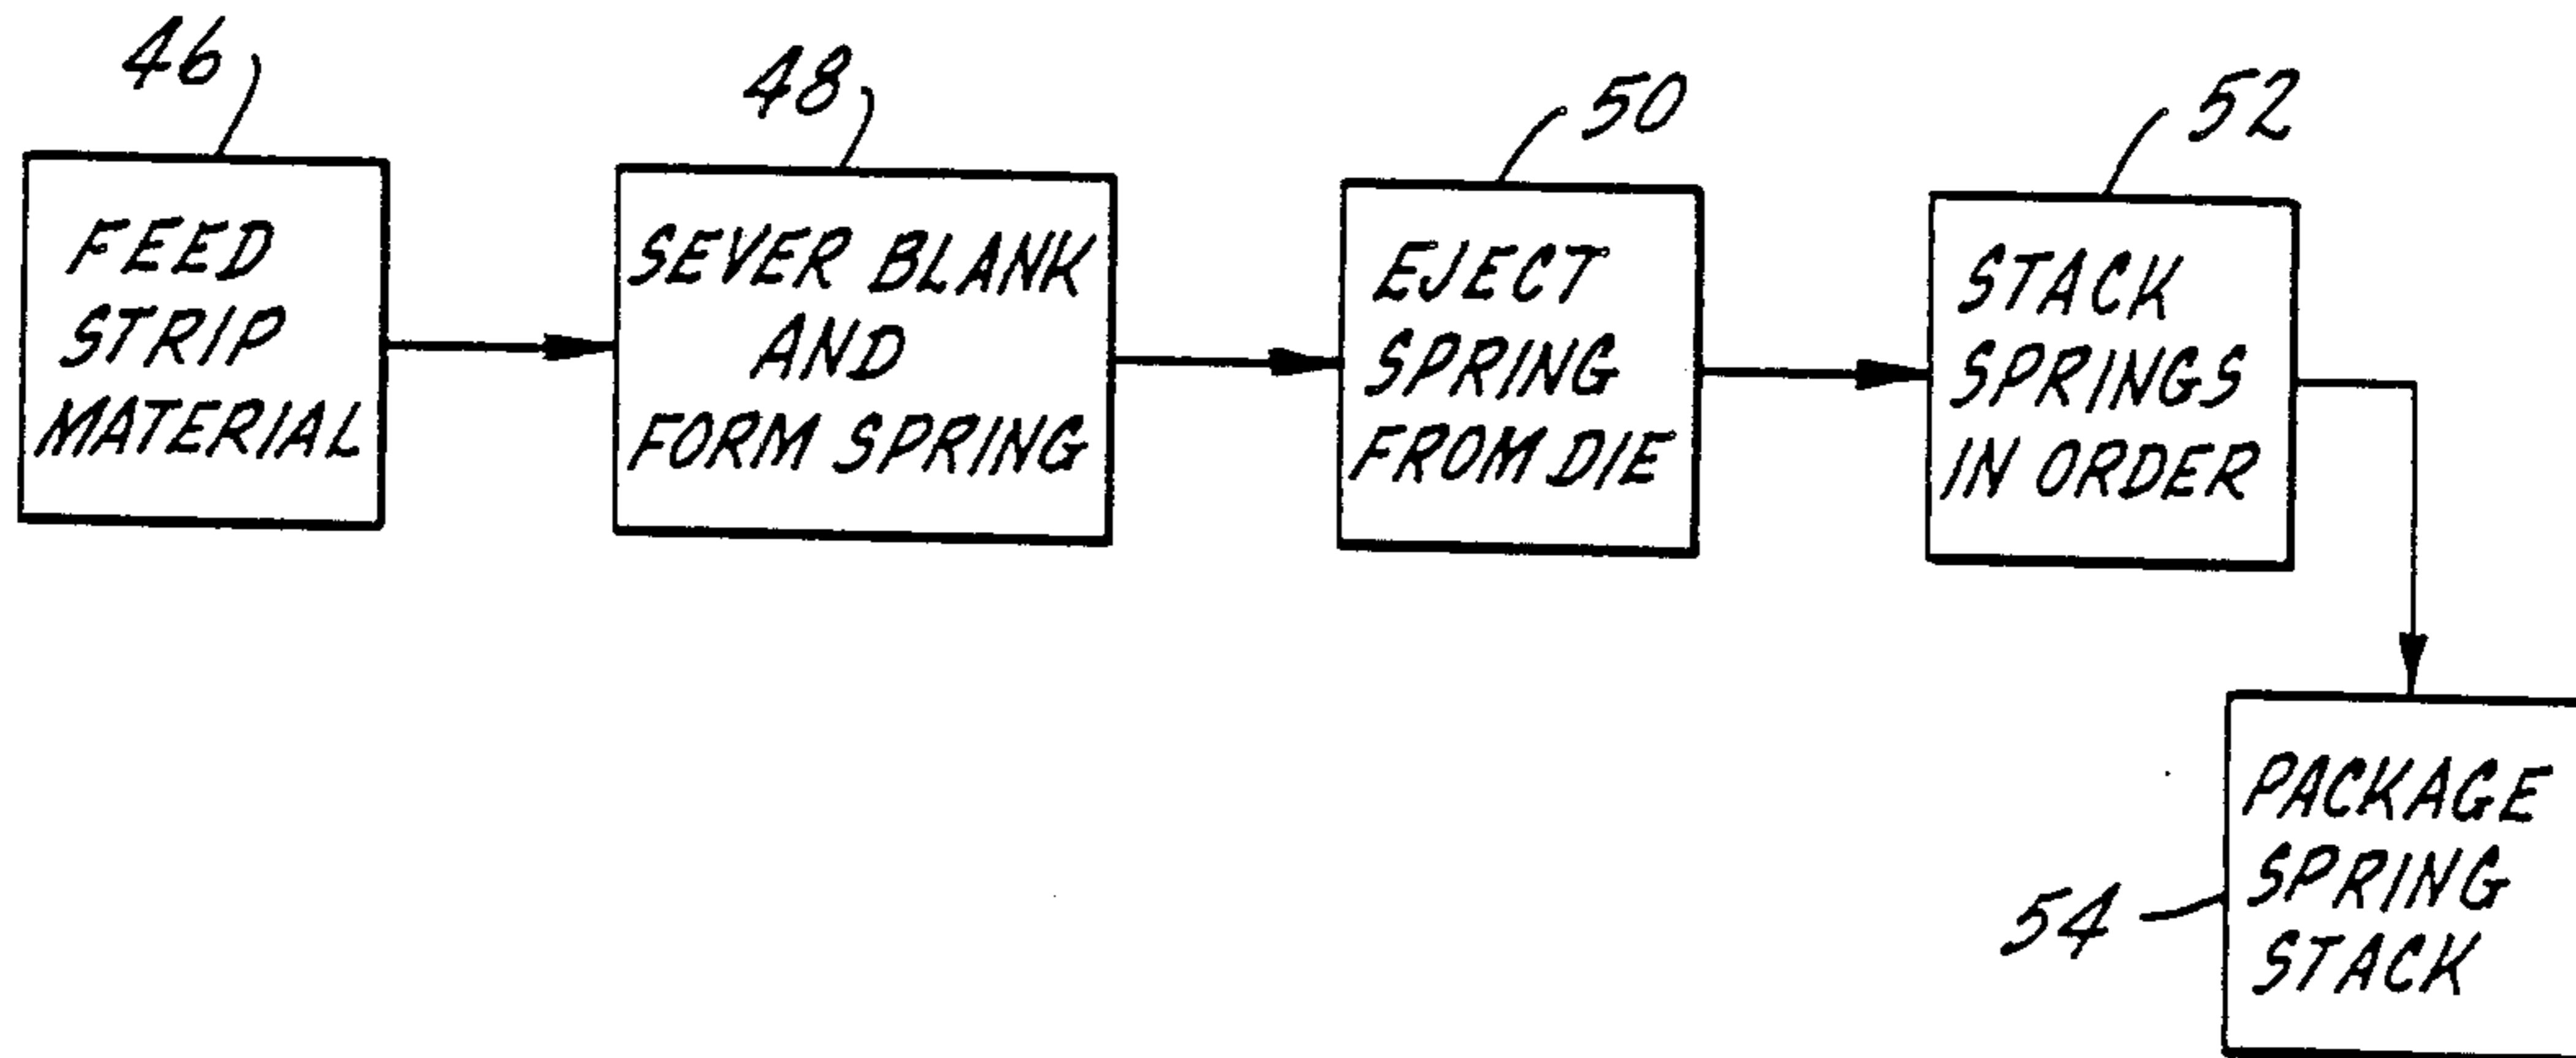 46
48
50
52
FEED
STRIP
MATERIAL
SEVER BLANK
AND
FORM SPRING
EJECT
SPRING
FROM DIE
STACK
SPRINGS
IN ORDER
PACKAGE
SPRING
STACK
54